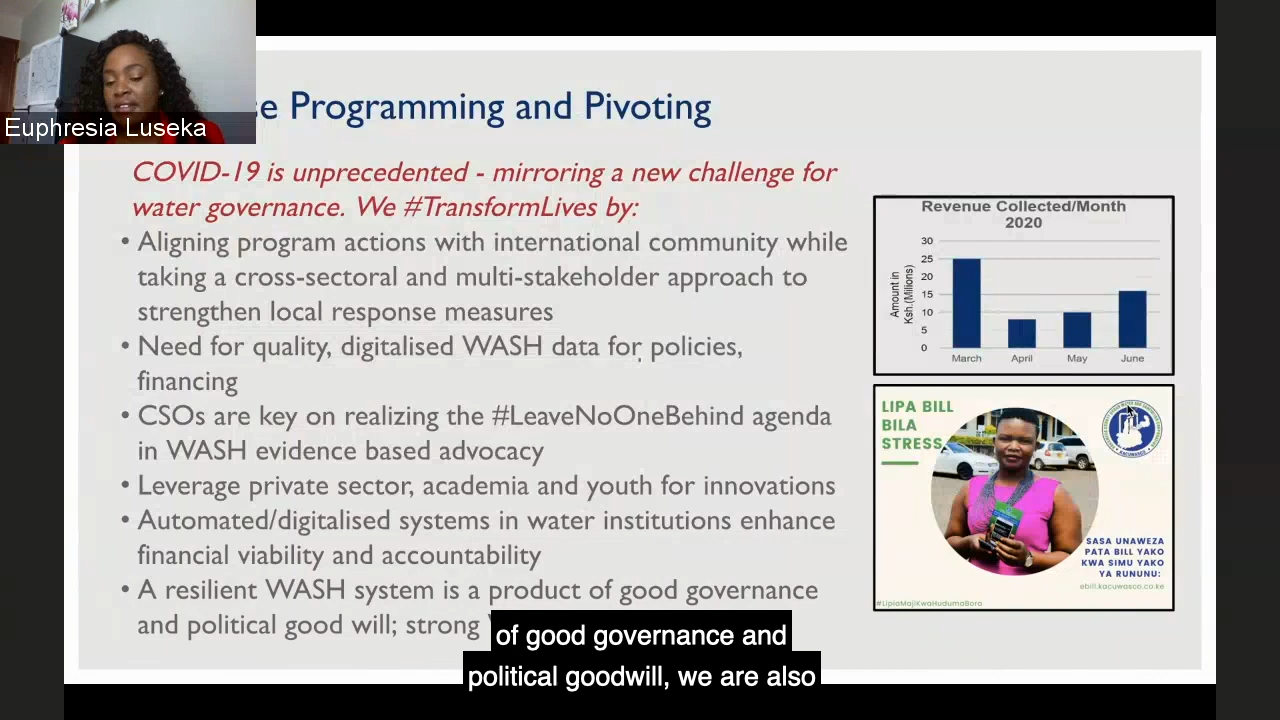 Euphresia Luseka
se Programming and Pivoting
COVID-19 is unprecedented - mirroring a new challenge for
water governance. We #TransformLives by:
• Aligning program actions with international community while
taking a cross-sectoral and multi-stakeholder approach to
strengthen local response measures
• Need for quality, digitalised WASH data for policies,
financing
• CSOs are key on realizing the #LeaveNoOneBehind agenda
in WASH evidence based advocacy
• Leverage private sector, academia and youth for innovations
• Automated/digitalised systems in water institutions enhance
financial viability and accountability
• A resilient WASH system is a product of good governance
and political good will; strong
Revenue Collected/Month
2020
Amount in
Ksh.(Milions)
30
25
20
15
10
5
0
March April May June
LIPA BILL
BILA
STRESS
KACUWASCO
SASA UNAWEZA
PATA BILL YAKO
KWA SIMU YAKO
YA RUNUNU:
ebill.kacuwasco.co.ke
#LipiaMajiKwaHudumaBora
of good governance and
political goodwill, we are also